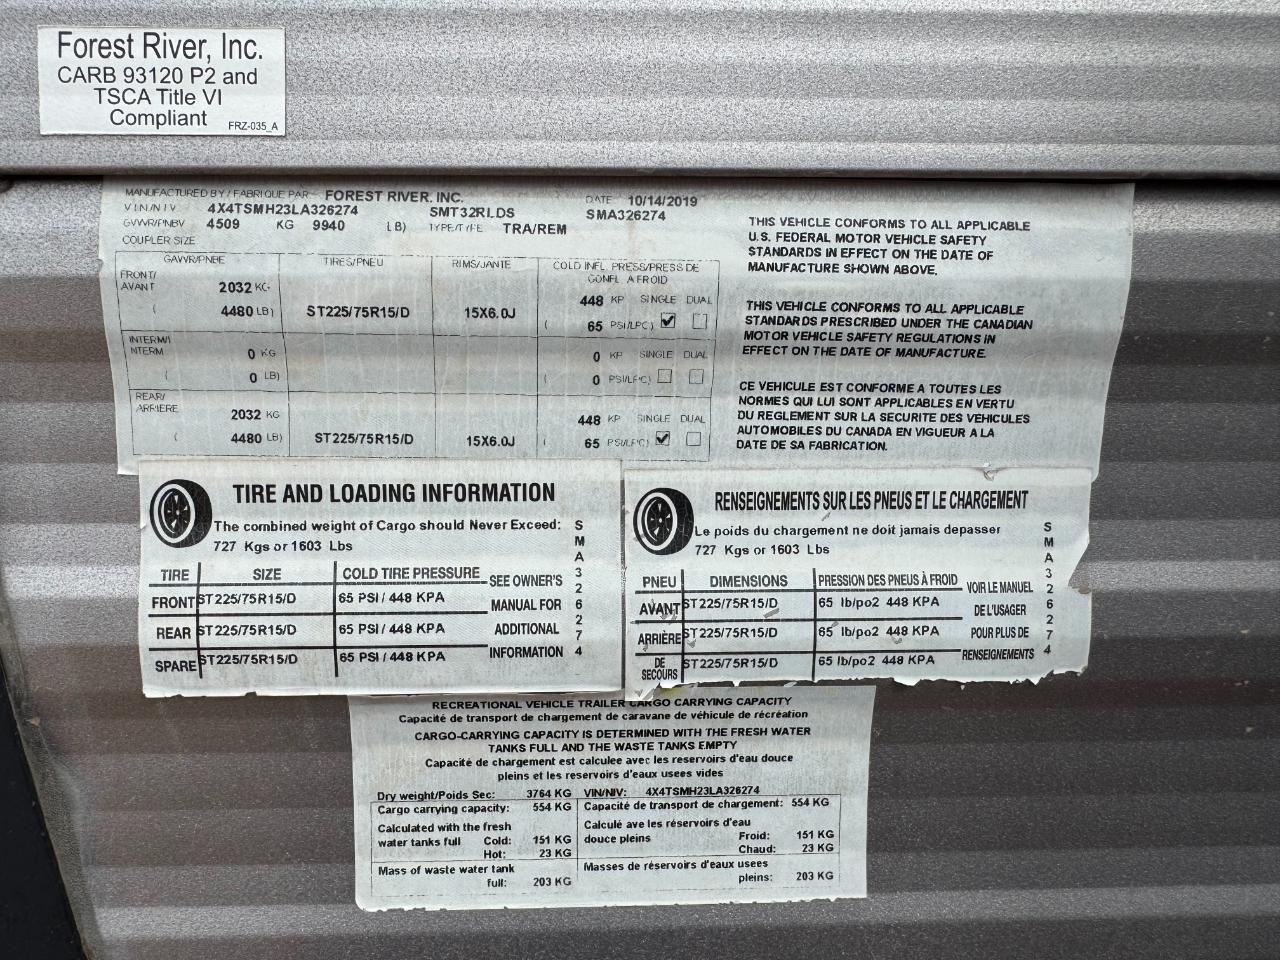 Forest River, Inc.
CARB 93120 P2 and
TSCA Title VI
Compliant
FRZ-035_A
MANUFACTURED BY / FABRIQUE PAR FOREST RIVER, INC. DATE 10/14/2019
VIN/NIV 4X4TSMH23LA326274 SMT32RLDS SMA326274
GVWR/PNBV 4509 KG 9940 LB) TYPE/TYPE TRA/REM
COUPLER SIZE
GAWR/PNBE TIRES/PNEU RIMS/JANTE COLD INFL. PRESS/PRESS DE
GONFL A FROID
FRONT/
AVANT 2032 KG 448 KP SINGLE DUAL
( 4480 LB) ST225/75R15/D 15X6.0J ( 65 PSI/LPC)
INTERM/
INTERM 0 KG 0 KP SINGLE DUAL
( 0 LB) ( 0 PSI/LPC)
REAR/
ARRIERE 2032 KG 448 KP SINGLE DUAL
( 4480 LB) ST225/75R15/D 15X6.0J ( 65 PSI/LPC)
THIS VEHICLE CONFORMS TO ALL APPLICABLE
U.S. FEDERAL MOTOR VEHICLE SAFETY
STANDARDS IN EFFECT ON THE DATE OF
MANUFACTURE SHOWN ABOVE.
THIS VEHICLE CONFORMS TO ALL APPLICABLE
STANDARDS PRESCRIBED UNDER THE CANADIAN
MOTOR VEHICLE SAFETY REGULATIONS IN
EFFECT ON THE DATE OF MANUFACTURE.
CE VEHICULE EST CONFORME A TOUTES LES
NORMES QUI LUI SONT APPLICABLES EN VERTU
DU REGLEMENT SUR LA SECURITE DES VEHICULES
AUTOMOBILES DU CANADA EN VIGUEUR A LA
DATE DE SA FABRICATION.
TIRE AND LOADING INFORMATION
The combined weight of Cargo should Never Exceed:
727 Kgs or 1603 Lbs
TIRE SIZE COLD TIRE PRESSURE
FRONT ST225/75R15/D 65 PSI / 448 KPA
REAR ST225/75R15/D 65 PSI / 448 KPA
SPARE ST225/75R15/D 65 PSI / 448 KPA
SEE OWNER'S
MANUAL FOR
ADDITIONAL
INFORMATION
SMA326274
RENSEIGNEMENTS SUR LES PNEUS ET LE CHARGEMENT
Le poids du chargement ne doit jamais depasser
727 Kgs or 1603 Lbs
PNEU DIMENSIONS PRESSION DES PNEUS À FROID
AVANT ST225/75R15/D 65 lb/po2 448 KPA
ARRIÈRE ST225/75R15/D 65 lb/po2 448 KPA
DE
SECOURS ST225/75R15/D 65 lb/po2 448 KPA
VOIR LE MANUEL
DE L'USAGER
POUR PLUS DE
RENSEIGNEMENTS
SMA326274
RECREATIONAL VEHICLE TRAILER CARGO CARRYING CAPACITY
Capacité de transport de chargement de caravane de véhicule de récréation
CARGO-CARRYING CAPACITY IS DETERMINED WITH THE FRESH WATER
TANKS FULL AND THE WASTE TANKS EMPTY
Capacité de chargement est calculee avec les reservoirs d'eau douce
pleins et les reservoirs d'eaux usees vides
Dry weight/Poids Sec: 3764 KG VIN/NIV: 4X4TSMH23LA326274
Cargo carrying capacity: 554 KG Capacité de transport de chargement: 554 KG
Calculated with the fresh
water tanks full Cold: 151 KG
Hot: 23 KG
Calculé ave les réservoirs d'eau
douce pleins Froid: 151 KG
Chaud: 23 KG
Mass of waste water tank
full: 203 KG
Masses de réservoirs d'eaux usees
pleins: 203 KG